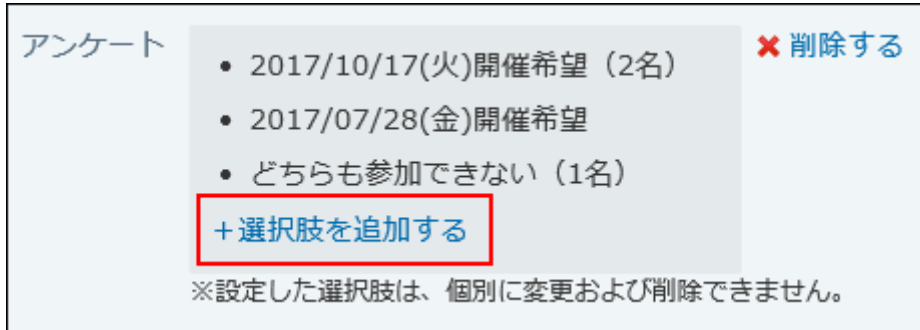 アンケート
• 2017/10/17(火)開催希望（2名）
✖削除する
• 2017/07/28(金)開催希望
• どちらも参加できない（1名）
＋選択肢を追加する
※設定した選択肢は、個別に変更および削除できません。